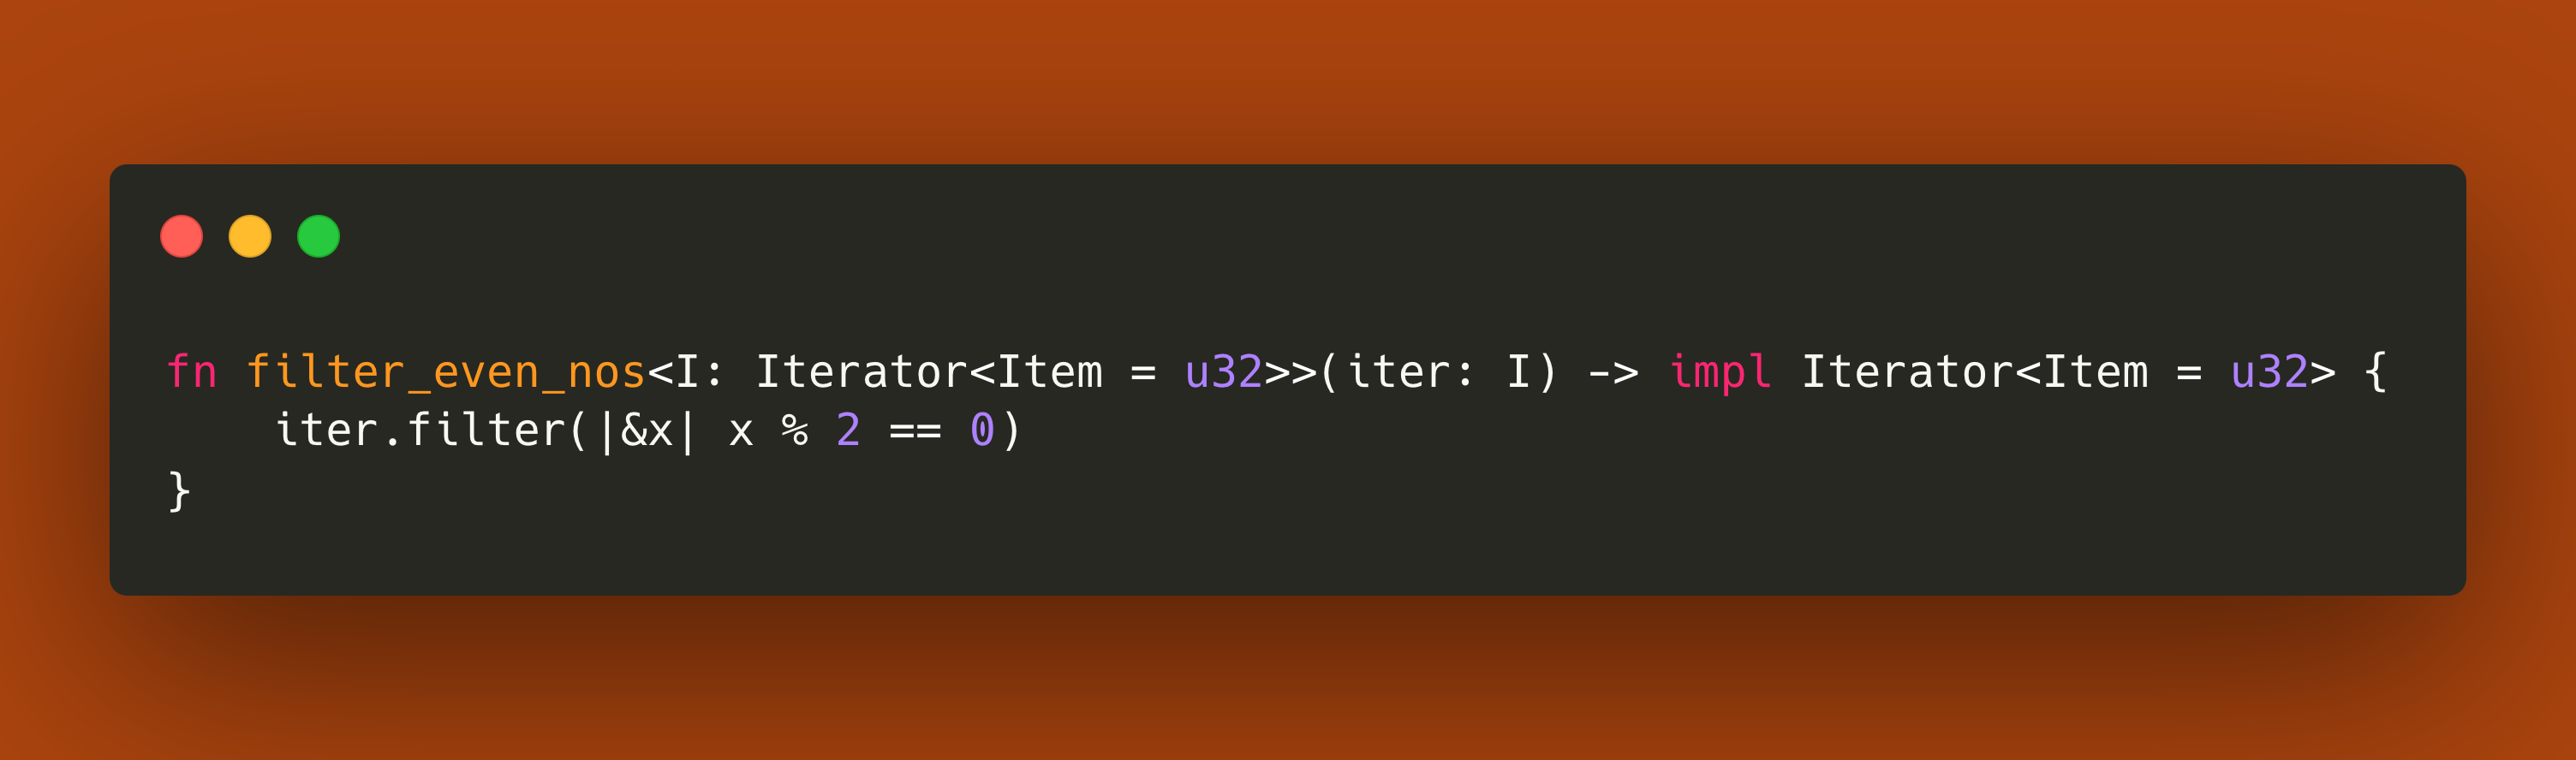 fn filter_even_nos<I: Iterator<Item = u32>>(iter: I) -> impl Iterator<Item = u32> {
    iter.filter(|&x| x % 2 == 0)
}